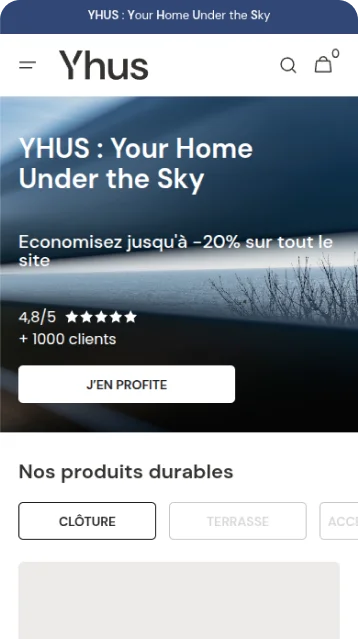 YHUS : Your Home Under the Sky
Yhus
0
YHUS : Your Home
Under the Sky
Economisez jusqu'à -20% sur tout le
site
4,8/5 ★★★★★
+ 1000 clients
J'EN PROFITE
Nos produits durables
CLÔTURE
TERRASSE
ACCE